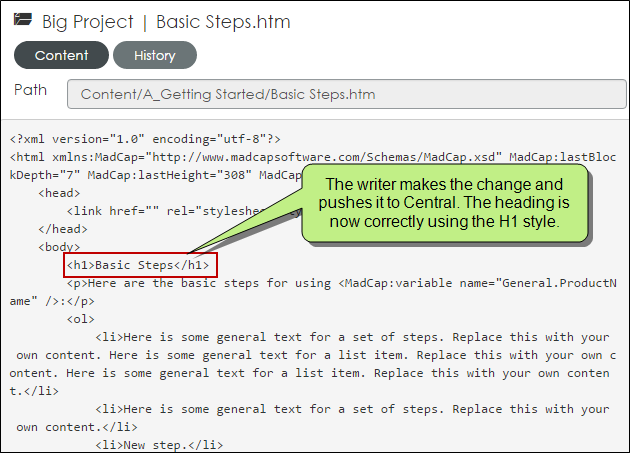 Big Project | Basic Steps.htm
Content History
Path Content/A_Getting Started/Basic Steps.htm
<?xml version="1.0" encoding="utf-8"?>
<html xmlns:MadCap="http://www.madcapsoftware.com/Schemas/MadCap.xsd" MadCap:lastBloc
kDepth="7" MadCap:lastHeight="308" MadCap
<head>
<link href="" rel="stylesheet
</head>
<body>
<h1>Basic Steps</h1>
<p>Here are the basic steps for using <MadCap:variable name="General.ProductN
ame" />:</p>
<ol>
<li>Here is some general text for a set of steps. Replace this with your
own content. Here is some general text for a list item. Replace this with your own c
ontent. Here is some general text for a list item. Replace this with your own conten
t.</li>
<li>Here is some general text for a set of steps. Replace this with your
own content.</li>
<li>New step.</li>
The writer makes the change and
pushes it to Central. The heading is
now correctly using the H1 style.